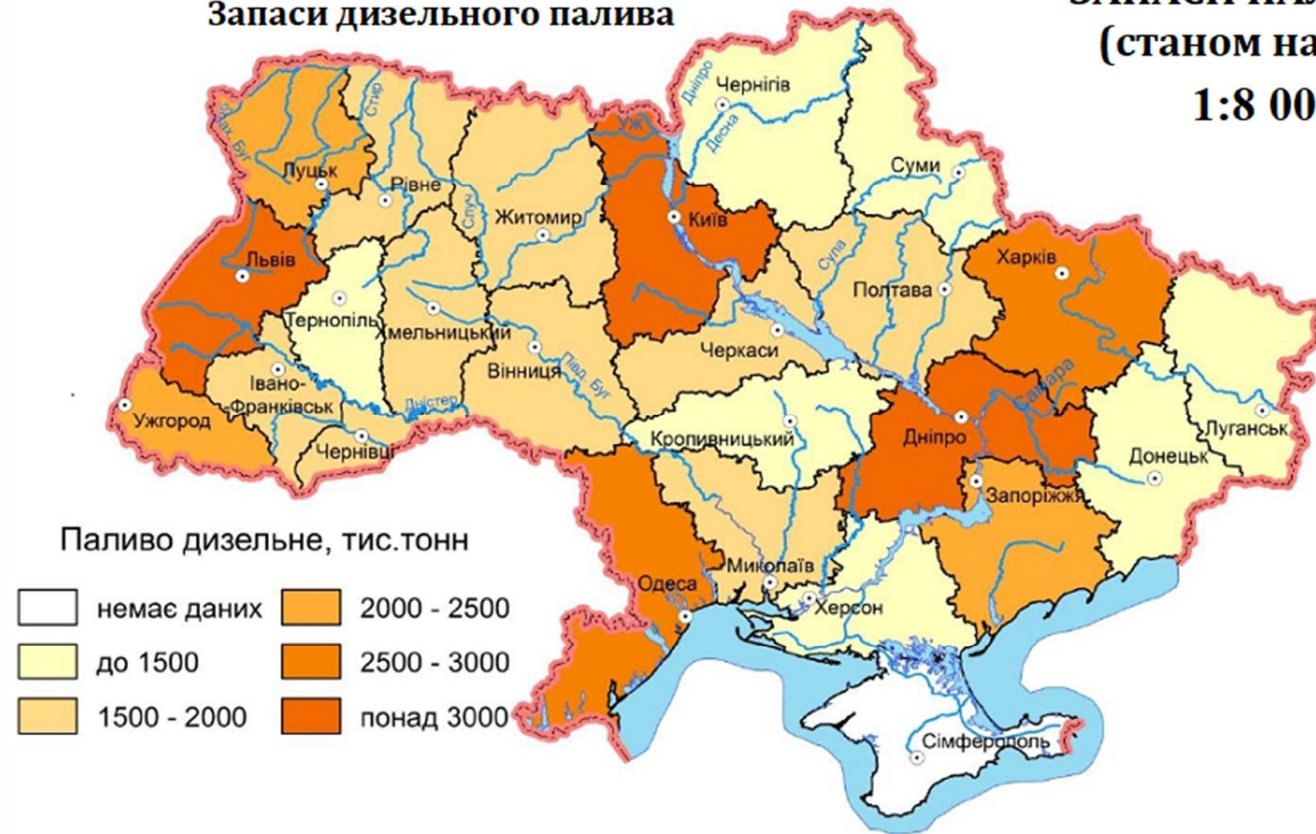 Запаси дизельного палива
(станом на
1:8 00
Дніпро
Чернігів
Десна
Уж
Стир
Зах. Буг
Луцьк
Рівне
Случ
Житомир
Київ
Суми
Сула
Полтава
Харків
Львів
Тернопіль
Хмельницький
Вінниця
Півд. Буг
Черкаси
Івано-
Франківськ
Ужгород
Чернівці
Дністер
Кропивницький
Дніпро
Самара
Луганськ
Донецьк
Запоріжжя
Миколаїв
Одеса
Херсон
Сімферополь
Паливо дизельне, тис.тонн
немає даних
2000 - 2500
до 1500
2500 - 3000
1500 - 2000
понад 3000